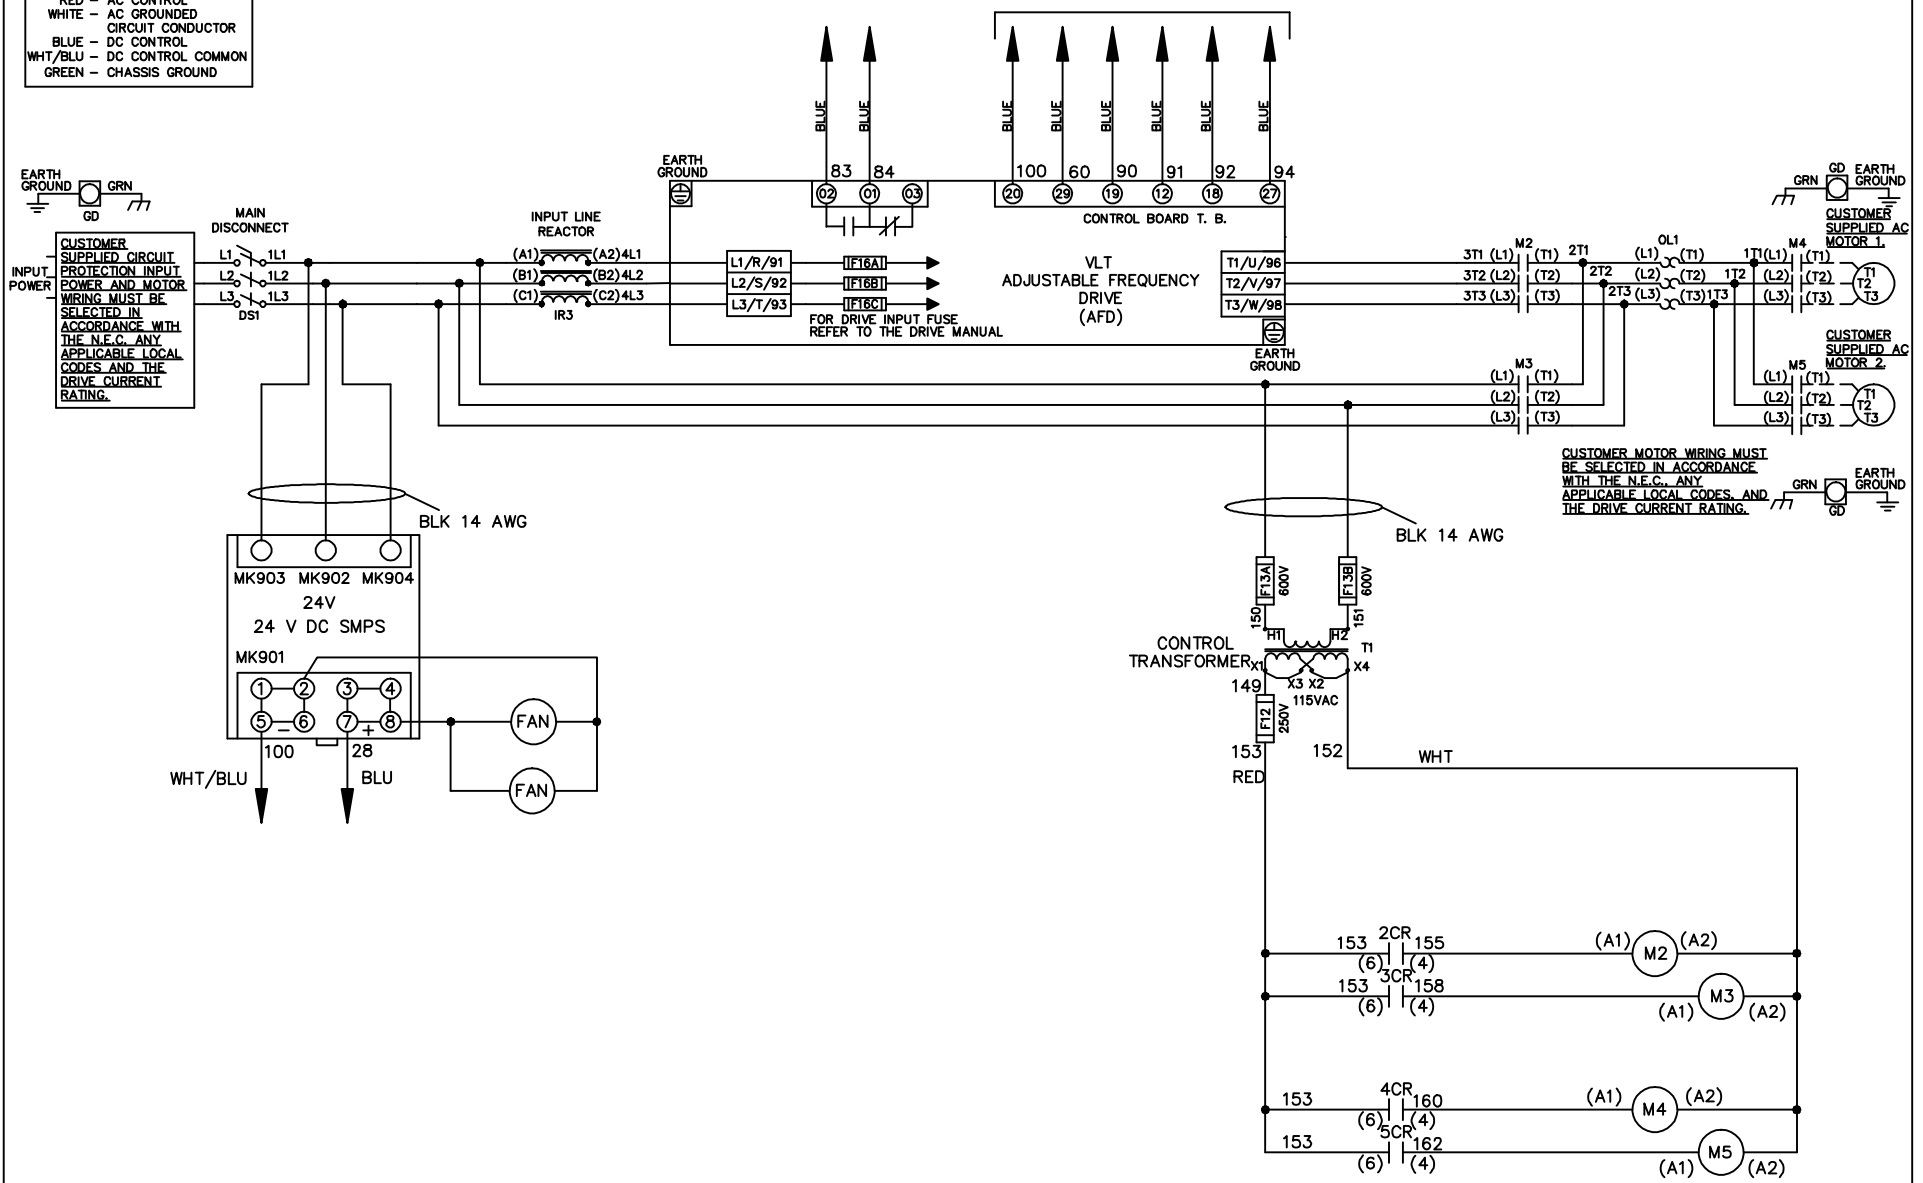 RED – AC CONTROL
WHITE – AC GROUNDED
CIRCUIT CONDUCTOR
BLUE – DC CONTROL
WHT/BLU – DC CONTROL COMMON
GREEN – CHASSIS GROUND
BLUE
BLUE
BLUE
BLUE
BLUE
BLUE
BLUE
BLUE
EARTH
GROUND
GRN
GD
EARTH
GROUND
83 84
02 01 03
100 60 90 91 92 94
20 29 19 12 18 27
CONTROL BOARD T. B.
GRN
GD
EARTH
GROUND
MAIN
DISCONNECT
L1 1L1
L2 1L2
L3 1L3
DS1
INPUT
POWER
CUSTOMER
SUPPLIED CIRCUIT
PROTECTION INPUT
POWER AND MOTOR
WIRING MUST BE
SELECTED IN
ACCORDANCE WITH
THE N.E.C. ANY
APPLICABLE LOCAL
CODES AND THE
DRIVE CURRENT
RATING.
INPUT LINE
REACTOR
(A1) (A2) 4L1
(B1) (B2) 4L2
(C1) (C2) 4L3
IR3
L1/R/91
L2/S/92
L3/T/93
F16A
F16B
F16C
FOR DRIVE INPUT FUSE
REFER TO THE DRIVE MANUAL
VLT
ADJUSTABLE FREQUENCY
DRIVE
(AFD)
T1/U/96
T2/V/97
T3/W/98
EARTH
GROUND
M2
3T1 (L1) (T1) 2T1
3T2 (L2) (T2) 2T2
3T3 (L3) (T3) 2T3
OL1
(L1) (T1) 1T1
(L2) (T2) 1T2
(L3) (T3) 1T3
M4
(L1) (T1)
(L2) (T2)
(L3) (T3)
T1
T2
T3
CUSTOMER
SUPPLIED AC
MOTOR 1.
M3
(L1) (T1)
(L2) (T2)
(L3) (T3)
M5
(L1) (T1)
(L2) (T2)
(L3) (T3)
T1
T2
T3
CUSTOMER
SUPPLIED AC
MOTOR 2.
CUSTOMER MOTOR WIRING MUST
BE SELECTED IN ACCORDANCE
WITH THE N.E.C., ANY
APPLICABLE LOCAL CODES, AND
THE DRIVE CURRENT RATING.
GRN
GD
EARTH
GROUND
BLK 14 AWG
BLK 14 AWG
MK903 MK902 MK904
24V
24 V DC SMPS
MK901
1 2 3 4
5 6 7 8
– +
100 28
WHT/BLU
BLU
FAN
FAN
F13A
600V
F13B
600V
150
151
H1 H2
CONTROL
TRANSFORMER
T1
X1 X4
X3 X2
115VAC
149
F12
250V
153
RED
152
WHT
2CR
153 155
(6) (4)
(A1) M2 (A2)
3CR
153 158
(6) (4)
(A1) M3 (A2)
4CR
153 160
(6) (4)
(A1) M4 (A2)
5CR
153 162
(6) (4)
(A1) M5 (A2)